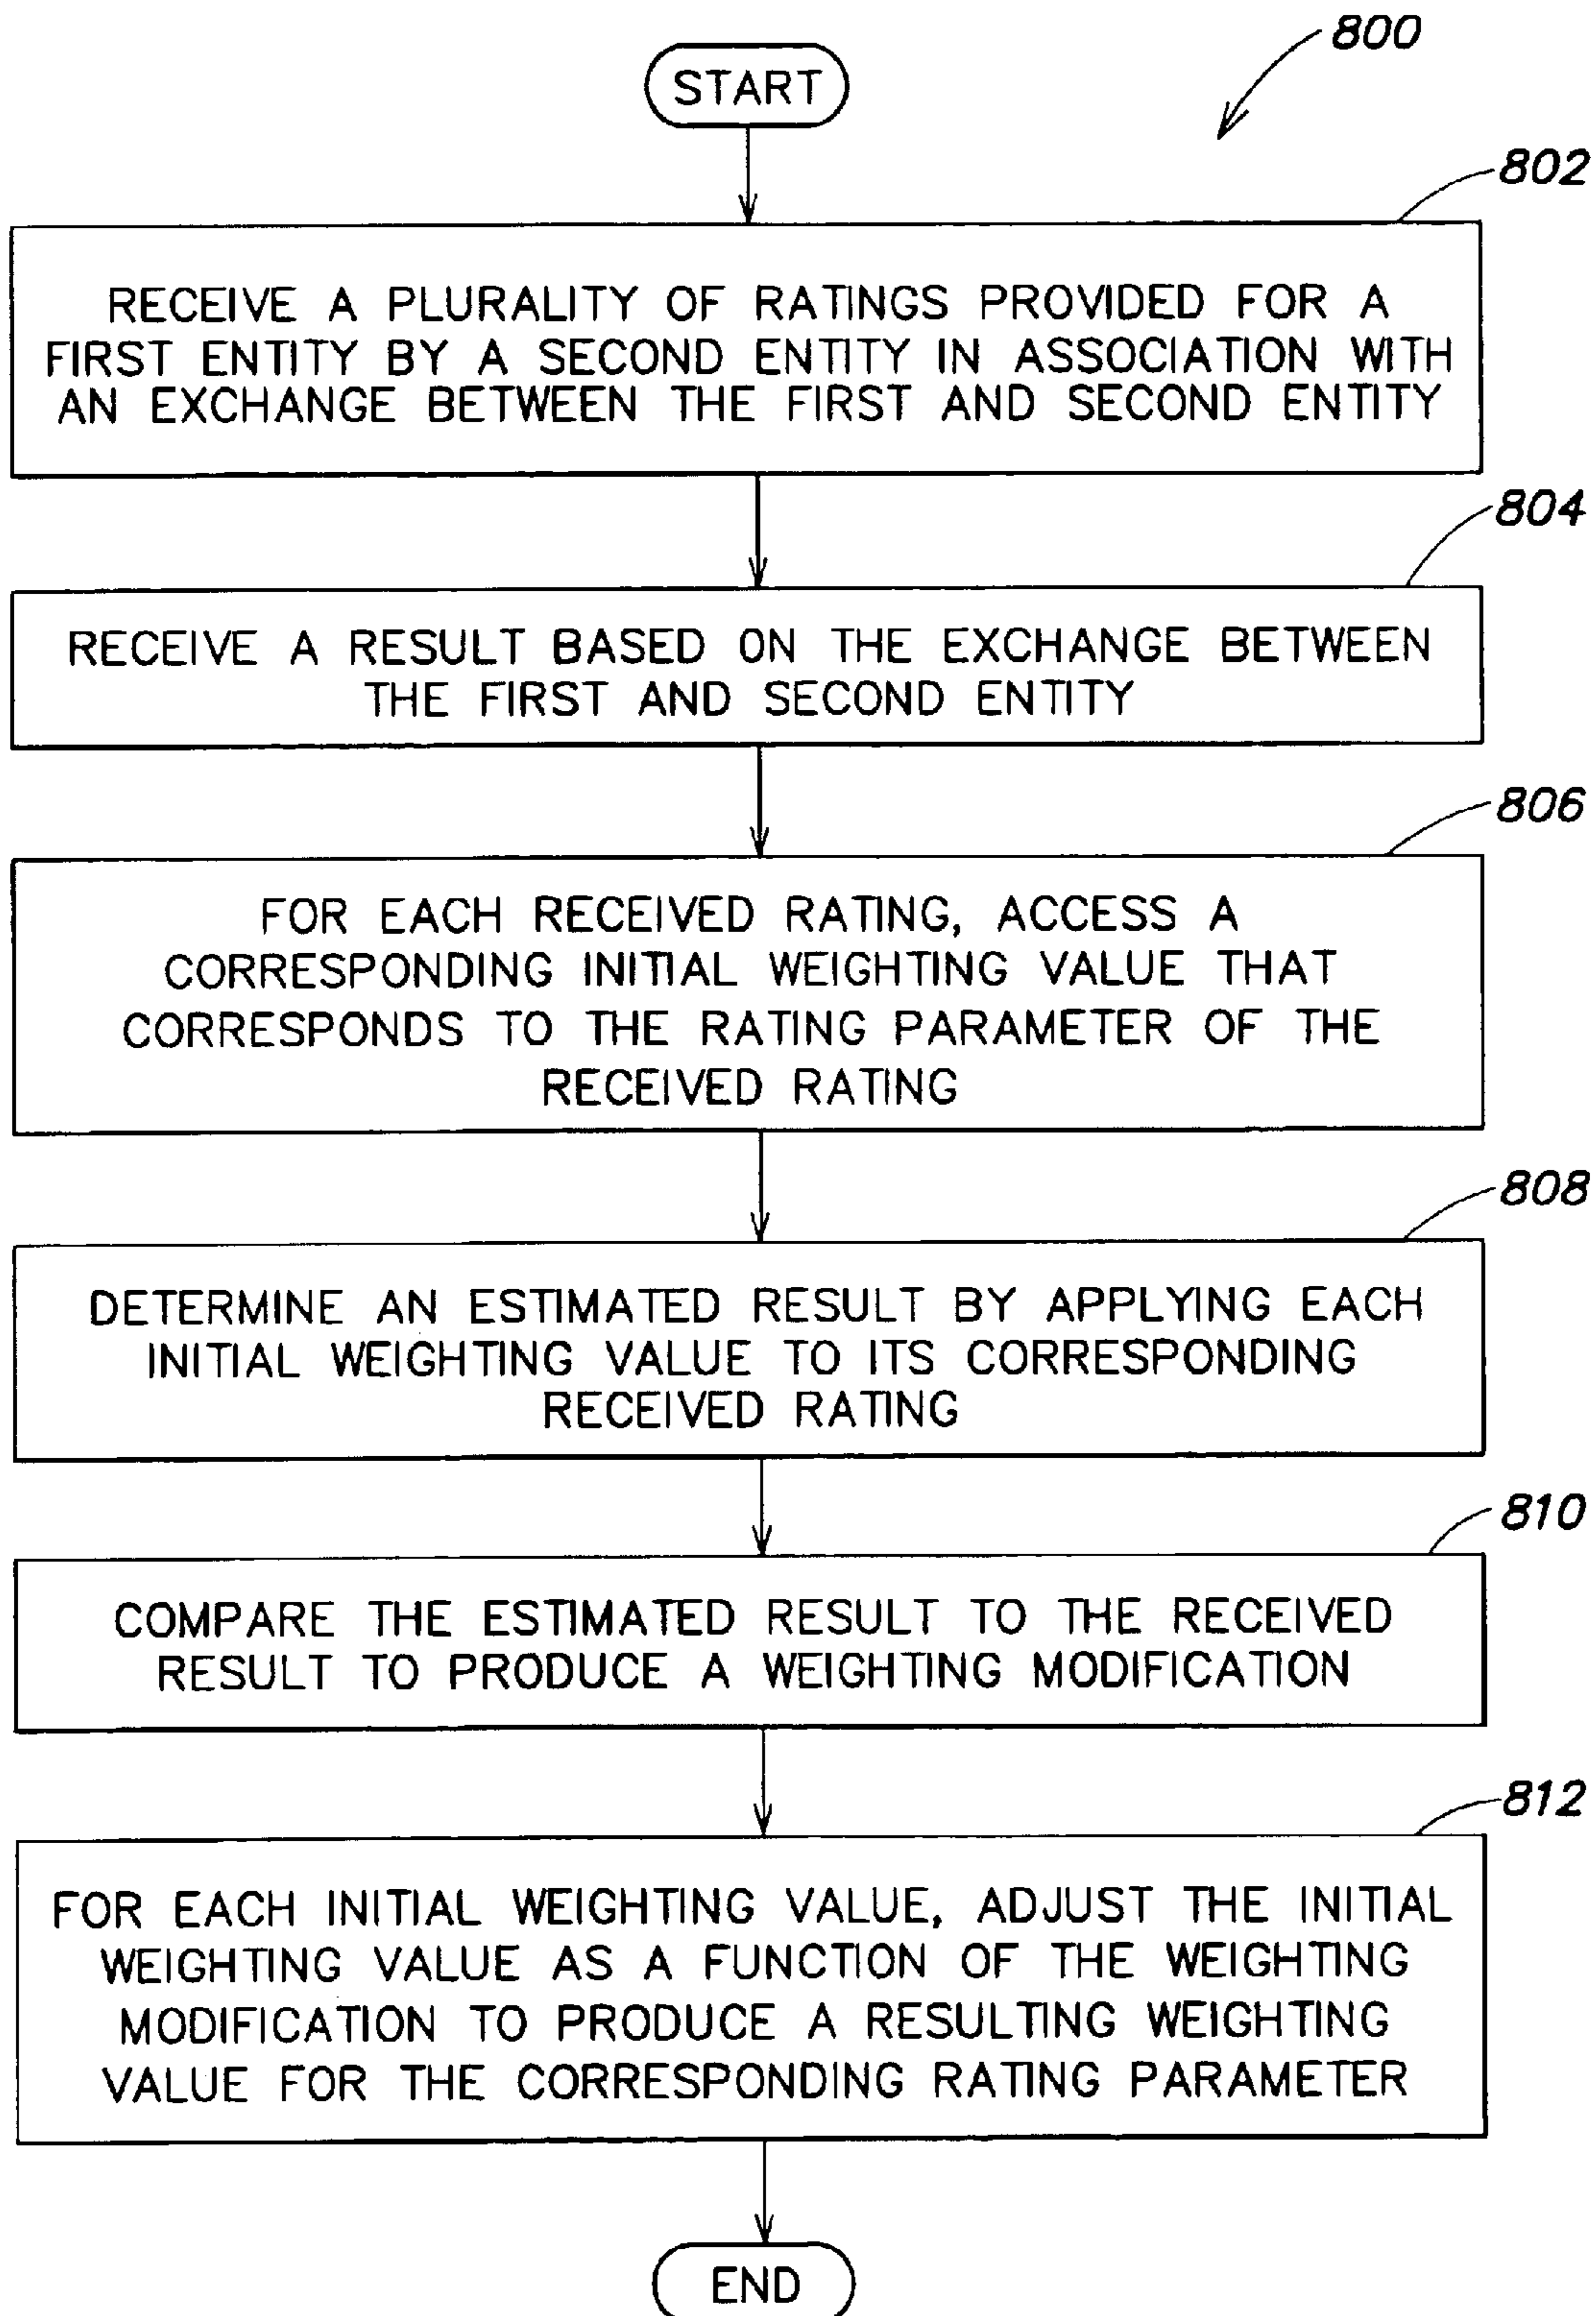 800
START
802
RECEIVE A PLURALITY OF RATINGS PROVIDED FOR A
FIRST ENTITY BY A SECOND ENTITY IN ASSOCIATION WITH
AN EXCHANGE BETWEEN THE FIRST AND SECOND ENTITY
804
RECEIVE A RESULT BASED ON THE EXCHANGE BETWEEN
THE FIRST AND SECOND ENTITY
806
FOR EACH RECEIVED RATING, ACCESS A
CORRESPONDING INITIAL WEIGHTING VALUE THAT
CORRESPONDS TO THE RATING PARAMETER OF THE
RECEIVED RATING
808
DETERMINE AN ESTIMATED RESULT BY APPLYING EACH
INITIAL WEIGHTING VALUE TO ITS CORRESPONDING
RECEIVED RATING
810
COMPARE THE ESTIMATED RESULT TO THE RECEIVED
RESULT TO PRODUCE A WEIGHTING MODIFICATION
812
FOR EACH INITIAL WEIGHTING VALUE, ADJUST THE INITIAL
WEIGHTING VALUE AS A FUNCTION OF THE WEIGHTING
MODIFICATION TO PRODUCE A RESULTING WEIGHTING
VALUE FOR THE CORRESPONDING RATING PARAMETER
END